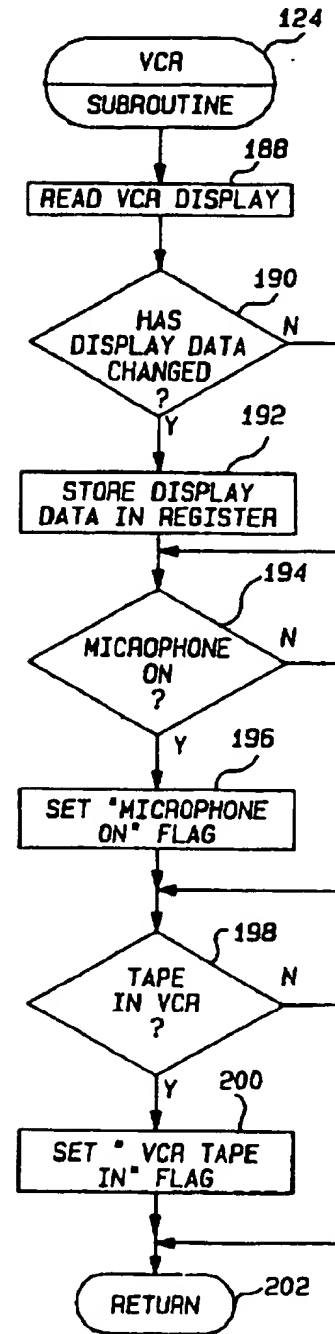 124
VCR
SUBROUTINE
188
READ VCR DISPLAY
190
HAS
DISPLAY DATA
CHANGED
?
N
Y
192
STORE DISPLAY
DATA IN REGISTER
194
MICROPHONE
ON
?
N
Y
196
SET "MICROPHONE
ON" FLAG
198
TAPE
IN VCR
?
N
Y
200
SET " VCR TAPE
IN" FLAG
202
RETURN